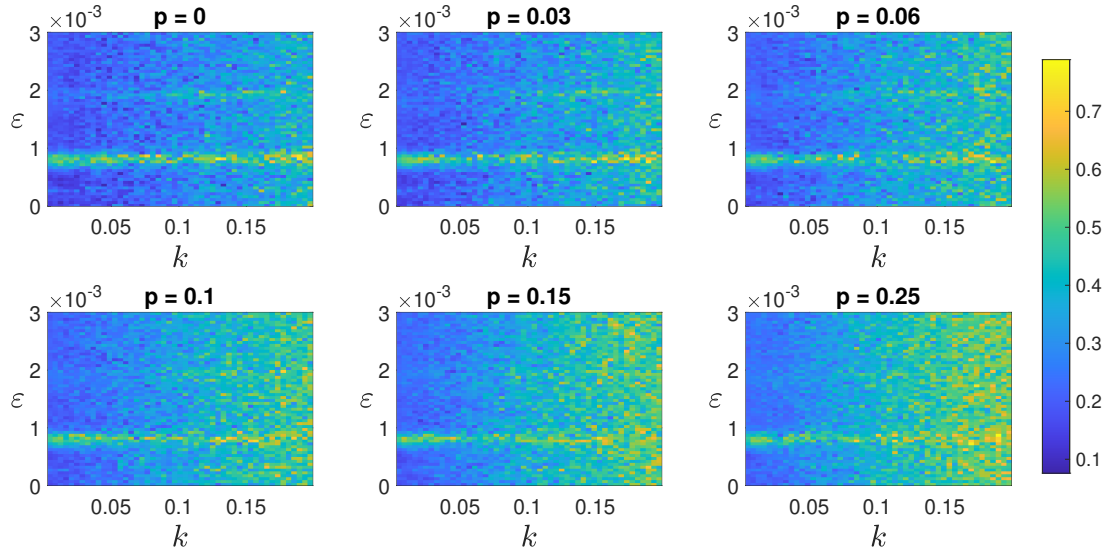 ×10⁻³ p = 0 ×10⁻³ p = 0.03 ×10⁻³ p = 0.06
3 3 3
2 2 2 0.7
ε ε ε 0.6
1 1 1
0 0 0 0.5
0.05 0.1 0.15 0.05 0.1 0.15 0.05 0.1 0.15
k k k 0.4
×10⁻³ p = 0.1 ×10⁻³ p = 0.15 ×10⁻³ p = 0.25
3 3 3 0.3
2 2 2
ε ε ε 0.2
1 1 1
0 0 0 0.1
0.05 0.1 0.15 0.05 0.1 0.15 0.05 0.1 0.15
k k k